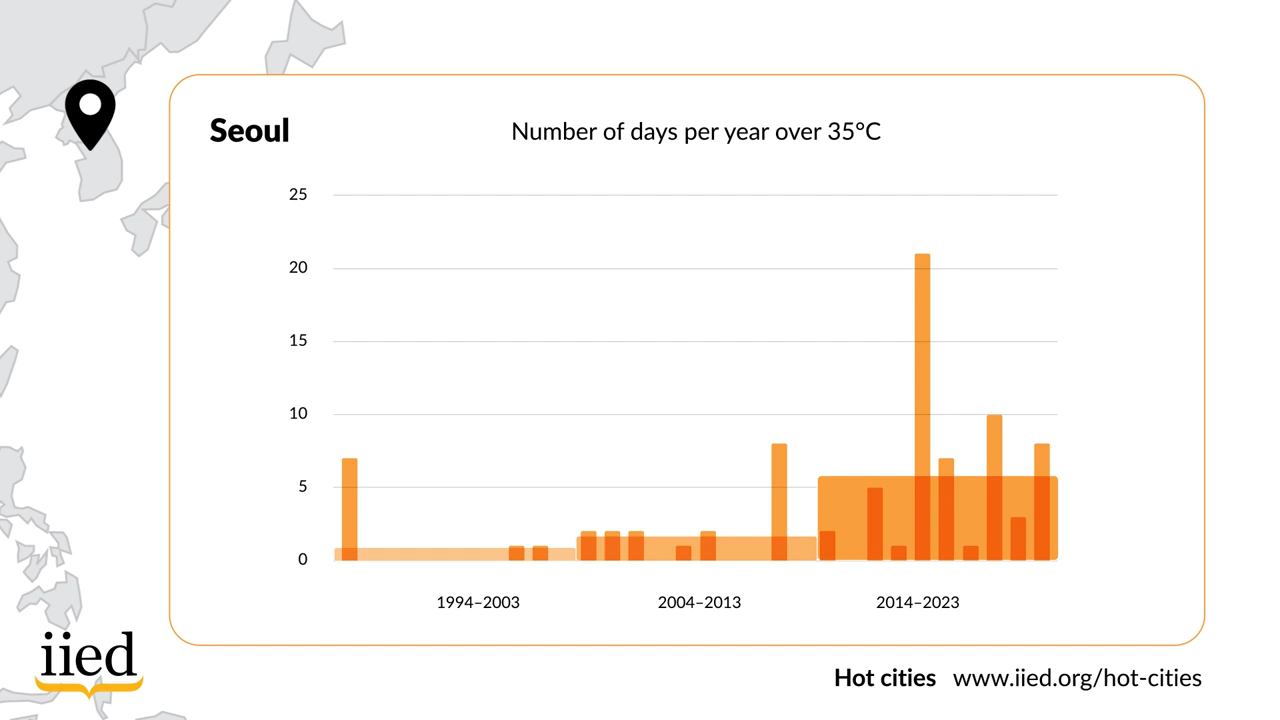 Seoul
Number of days per year over 35°C
25
20
15
10
5
0
1994–2003
2004–2013
2014–2023
iied
Hot cities www.iied.org/hot-cities